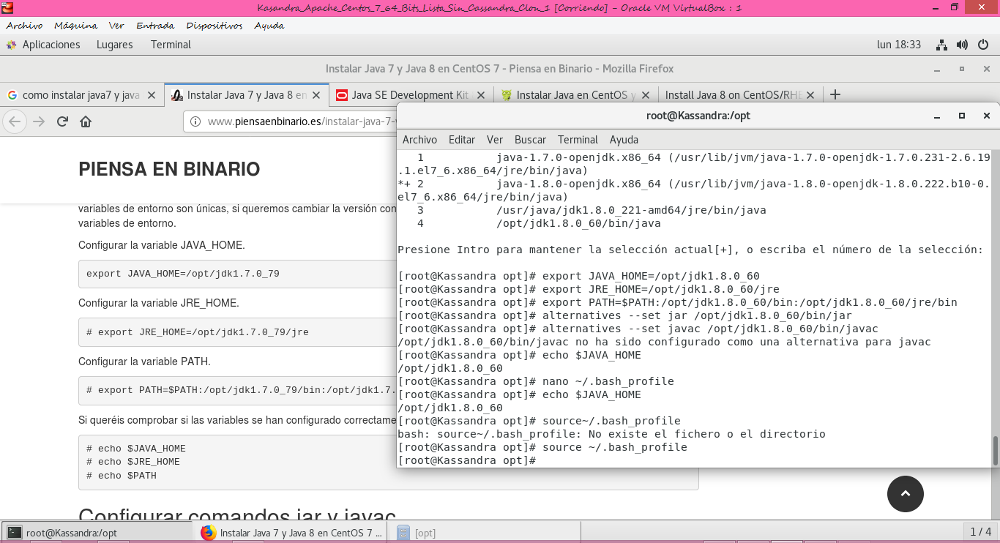 Kasandra_Apache_Centos_7_64_Bits_Lista_Sin_Cassandra_Clon_1 [Corriendo] - Oracle VM VirtualBox : 1
Archivo Máquina Ver Entrada Dispositivos Ayuda
Aplicaciones Lugares Terminal lun 18:33
Instalar Java 7 y Java 8 en CentOS 7 - Piensa en Binario - Mozilla Firefox
como instalar java7 y java
Instalar Java 7 y Java 8 en
Java SE Development Kit
Instalar Java en CentOS y
Install Java 8 on CentOS/RHE
www.piensaenbinario.es/instalar-java-7-
PIENSA EN BINARIO
variables de entorno son únicas, si queremos cambiar la versión con
variables de entorno.
Configurar la variable JAVA_HOME.
export JAVA_HOME=/opt/jdk1.7.0_79
Configurar la variable JRE_HOME.
# export JRE_HOME=/opt/jdk1.7.0_79/jre
Configurar la variable PATH.
# export PATH=$PATH:/opt/jdk1.7.0_79/bin:/opt/jdk1.7.
Si queréis comprobar si las variables se han configurado correctame
# echo $JAVA_HOME
# echo $JRE_HOME
# echo $PATH
Configurar comandos jar y javac
root@Kassandra:/opt
Archivo Editar Ver Buscar Terminal Ayuda
1 java-1.7.0-openjdk.x86_64 (/usr/lib/jvm/java-1.7.0-openjdk-1.7.0.231-2.6.19
.1.el7_6.x86_64/jre/bin/java)
*+ 2 java-1.8.0-openjdk.x86_64 (/usr/lib/jvm/java-1.8.0-openjdk-1.8.0.222.b10-0.
el7_6.x86_64/jre/bin/java)
3 /usr/java/jdk1.8.0_221-amd64/jre/bin/java
4 /opt/jdk1.8.0_60/bin/java
Presione Intro para mantener la selección actual[+], o escriba el número de la selección:
[root@Kassandra opt]# export JAVA_HOME=/opt/jdk1.8.0_60
[root@Kassandra opt]# export JRE_HOME=/opt/jdk1.8.0_60/jre
[root@Kassandra opt]# export PATH=$PATH:/opt/jdk1.8.0_60/bin:/opt/jdk1.8.0_60/jre/bin
[root@Kassandra opt]# alternatives --set jar /opt/jdk1.8.0_60/bin/jar
[root@Kassandra opt]# alternatives --set javac /opt/jdk1.8.0_60/bin/javac
/opt/jdk1.8.0_60/bin/javac no ha sido configurado como una alternativa para javac
[root@Kassandra opt]# echo $JAVA_HOME
/opt/jdk1.8.0_60
[root@Kassandra opt]# nano ~/.bash_profile
[root@Kassandra opt]# echo $JAVA_HOME
/opt/jdk1.8.0_60
[root@Kassandra opt]# source~/.bash_profile
bash: source~/.bash_profile: No existe el fichero o el directorio
[root@Kassandra opt]# source ~/.bash_profile
[root@Kassandra opt]#
root@Kassandra:/opt
Instalar Java 7 y Java 8 en CentOS 7 ...
[opt]
1 / 4